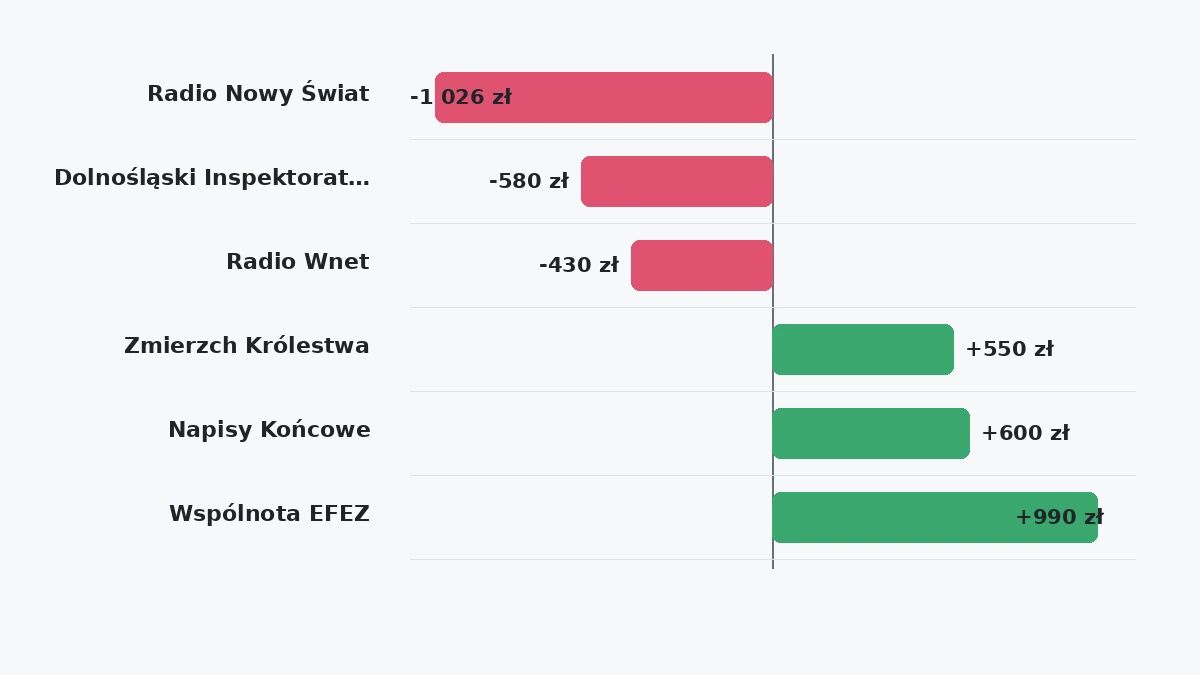 Radio Nowy Świat -1 026 zł
Dolnośląski Inspektorat... -580 zł
Radio Wnet -430 zł
Zmierzch Królestwa +550 zł
Napisy Końcowe +600 zł
Wspólnota EFEZ +990 zł